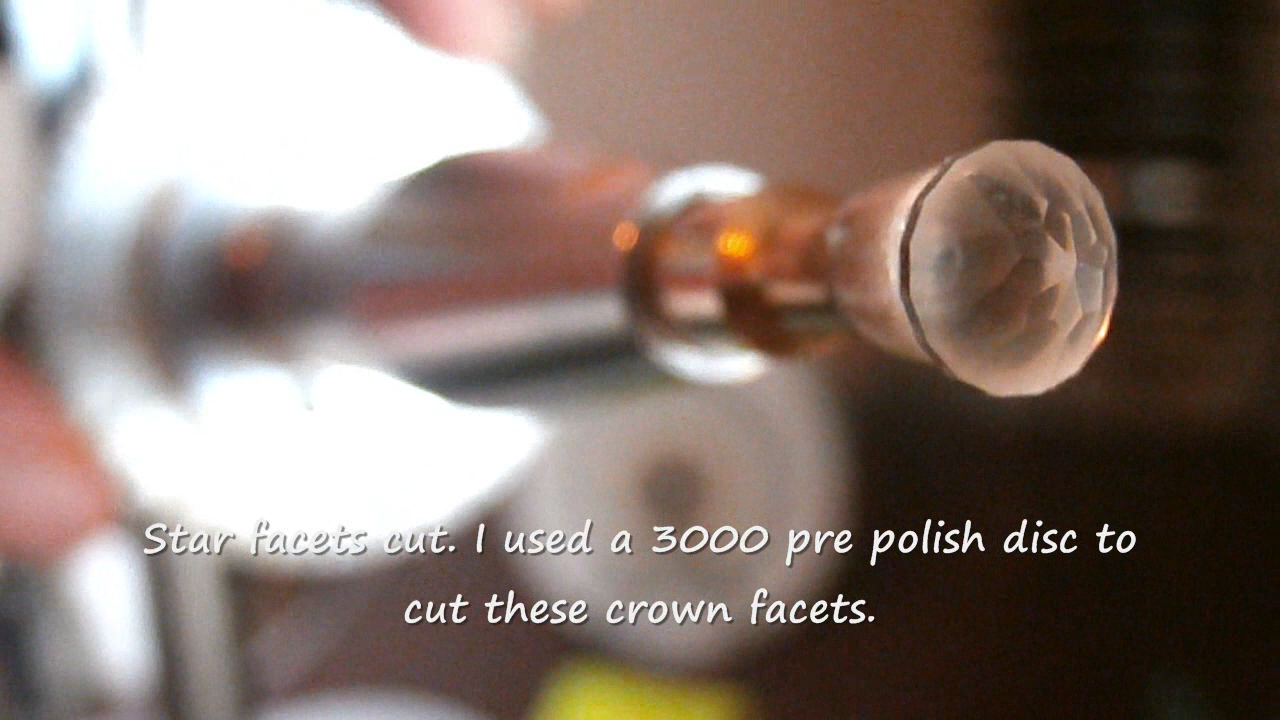 Star facets cut. I used a 3000 pre polish disc to
cut these crown facets.